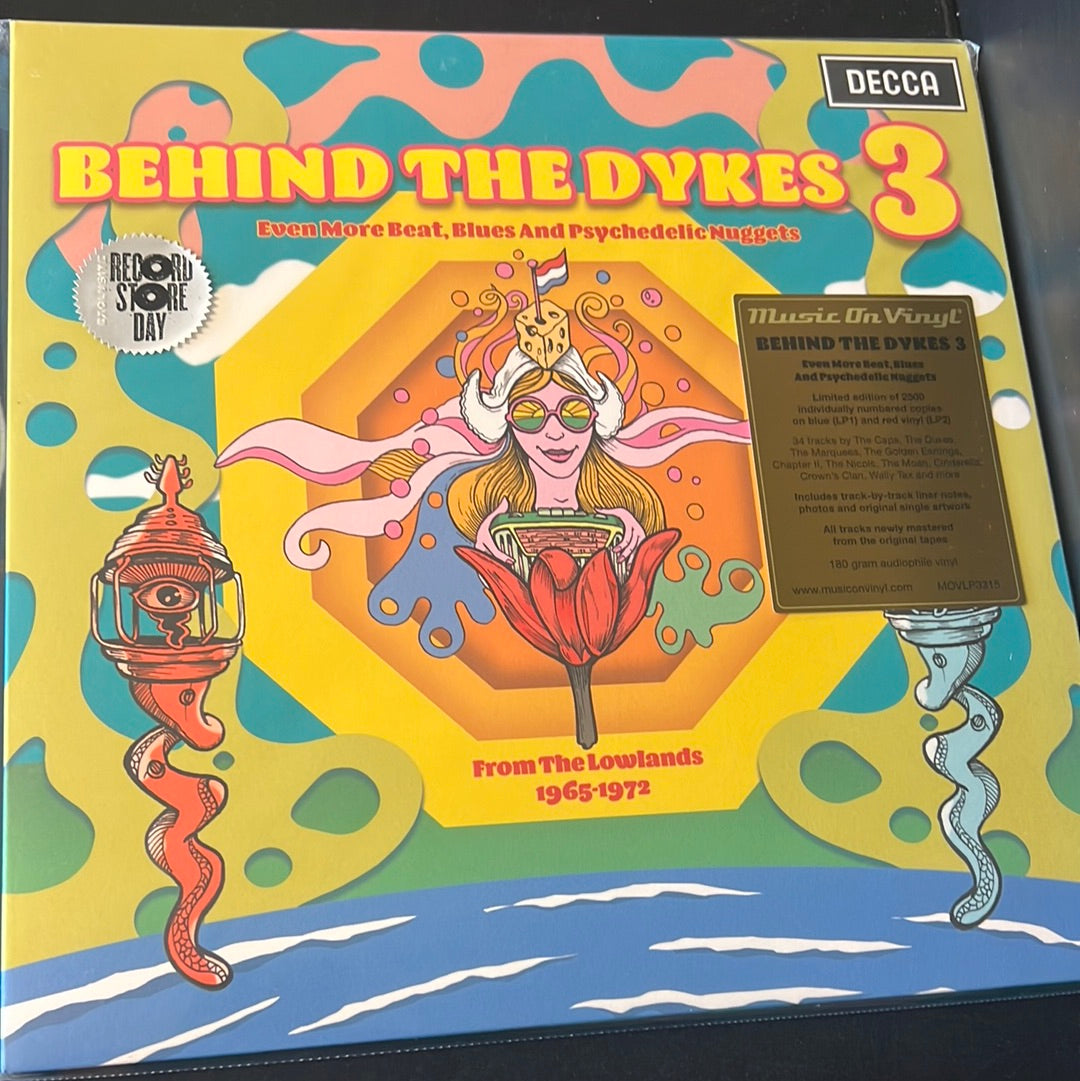 DECCA
BEHIND THE DYKES 3
Even More Beat, Blues And Psychedelic Nuggets
RECORD
STORE
DAY
Music On Vinyl
BEHIND THE DYKES 3
Even More Beat, Blues
And Psychedelic Nuggets
Limited edition of 2500
individually numbered copies
on blue (LP1) and red vinyl (LP2)
34 tracks by The Caps, The Dukes,
The Marquees, The Golden Earrings,
Chapter II, The Nicols, The Moan, Cinderella,
Crown's Clan, Wally Tax and more
Includes track-by-track liner notes,
photos and original single artwork
All tracks newly mastered
from the original tapes
180 gram audiophile vinyl
www.musiconvinyl.com MOVLP3315
From The Lowlands
1965-1972